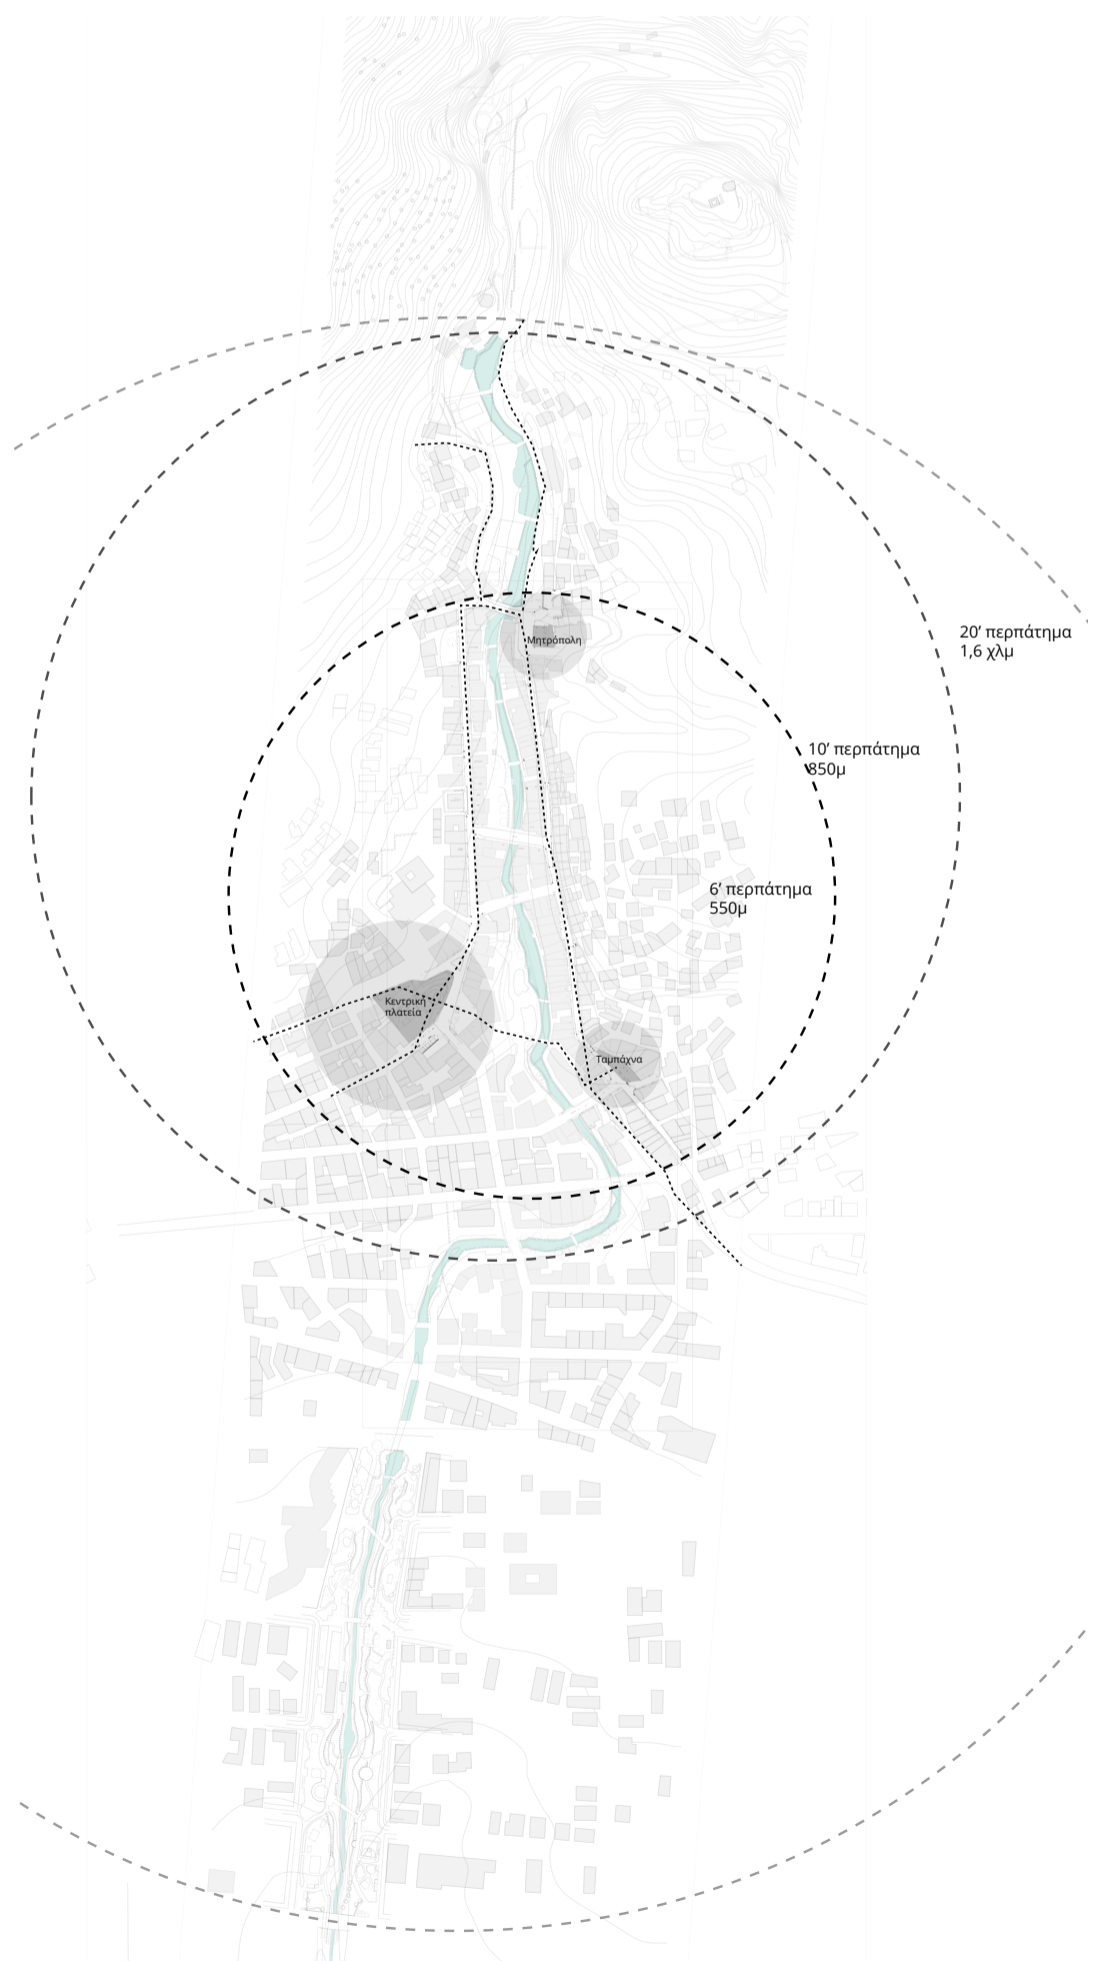 20’ περπάτημα
1,6 χλμ
Μητρόπολη
10’ περπάτημα
850μ
6’ περπάτημα
550μ
Κεντρική
πλατεία
Ταμπάχνα